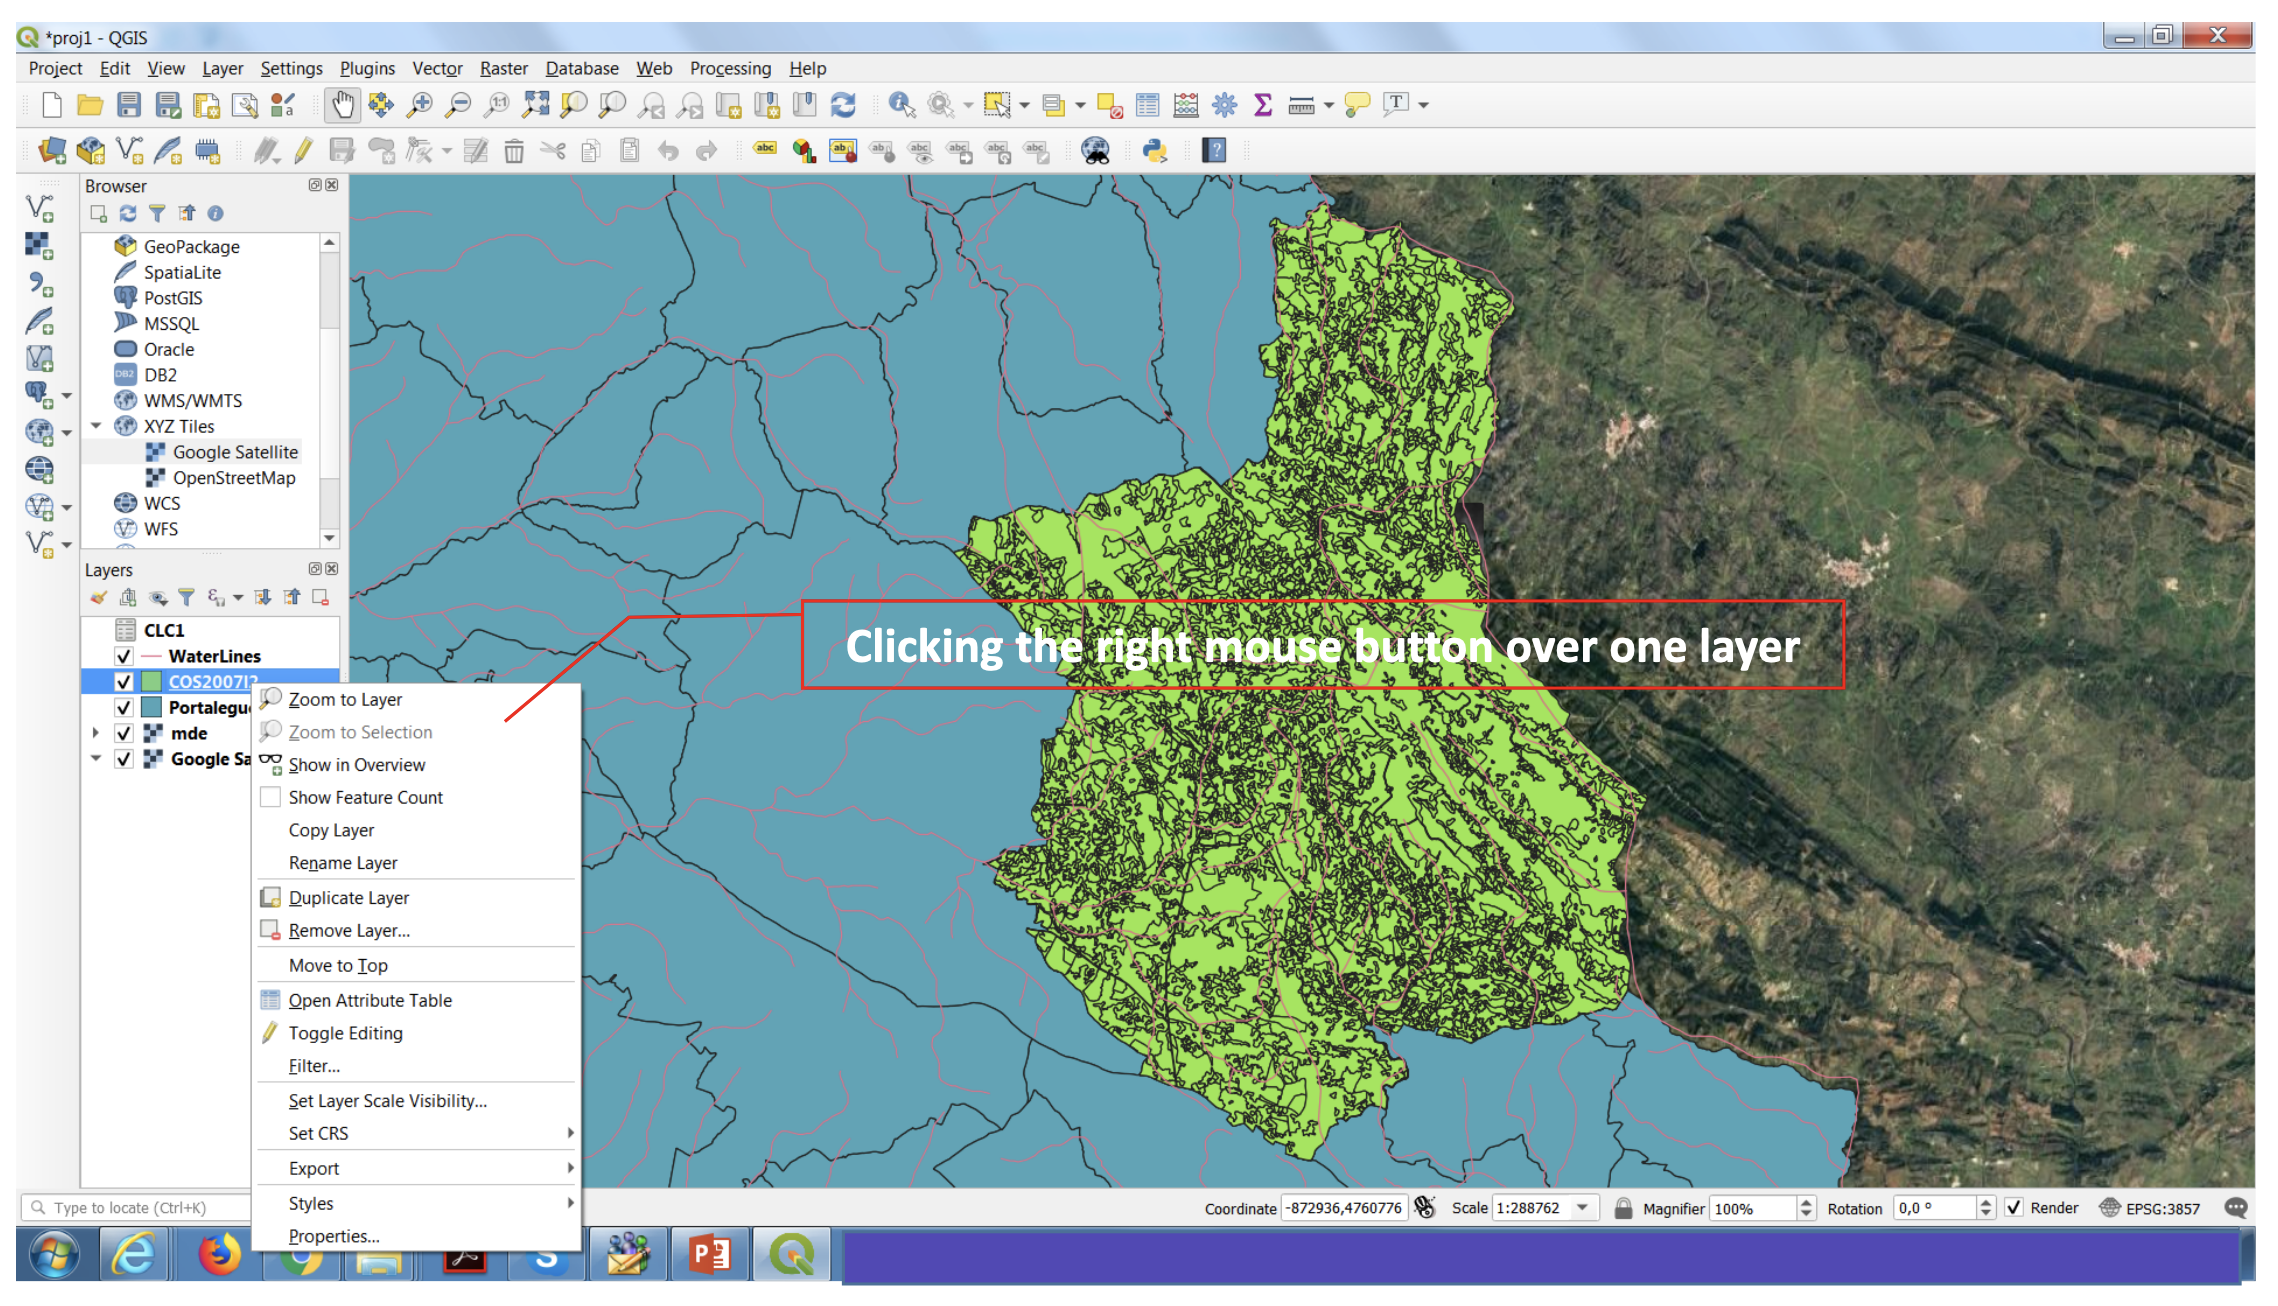 *proj1 - QGIS
Project Edit View Layer Settings Plugins Vector Raster Database Web Processing Help
Browser
GeoPackage
SpatiaLite
PostGIS
MSSQL
Oracle
DB2 DB2
WMS/WMTS
XYZ Tiles
Google Satellite
OpenStreetMap
WCS
WFS
Layers
CLC1
WaterLines
COS2007l2
Portalegu
mde
Google Sa
Zoom to Layer
Zoom to Selection
Show in Overview
Show Feature Count
Copy Layer
Rename Layer
Duplicate Layer
Remove Layer...
Move to Top
Open Attribute Table
Toggle Editing
Filter...
Set Layer Scale Visibility...
Set CRS
Export
Styles
Properties...
Clicking the right mouse button over one layer
Type to locate (Ctrl+K) Coordinate -872936,4760776 Scale 1:288762 Magnifier 100% Rotation 0,0 ° Render EPSG:3857